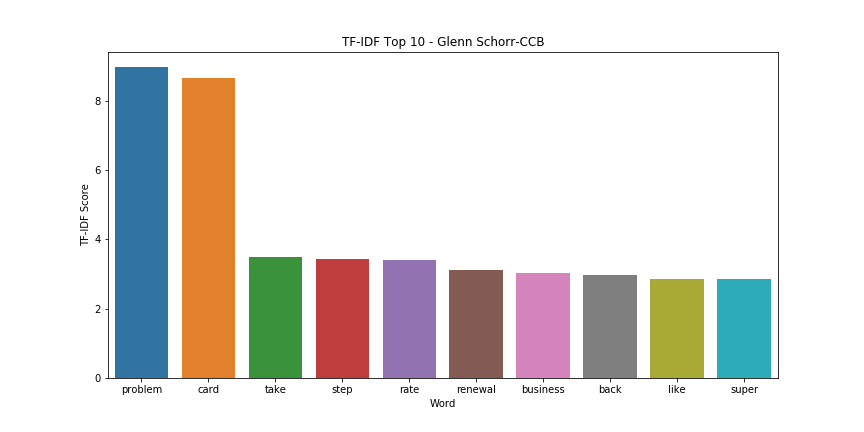 TF-IDF Top 10 - Glenn Schorr-CCB
TF-IDF Score
8
6
4
2
0
problem card take step rate renewal business back like super
Word